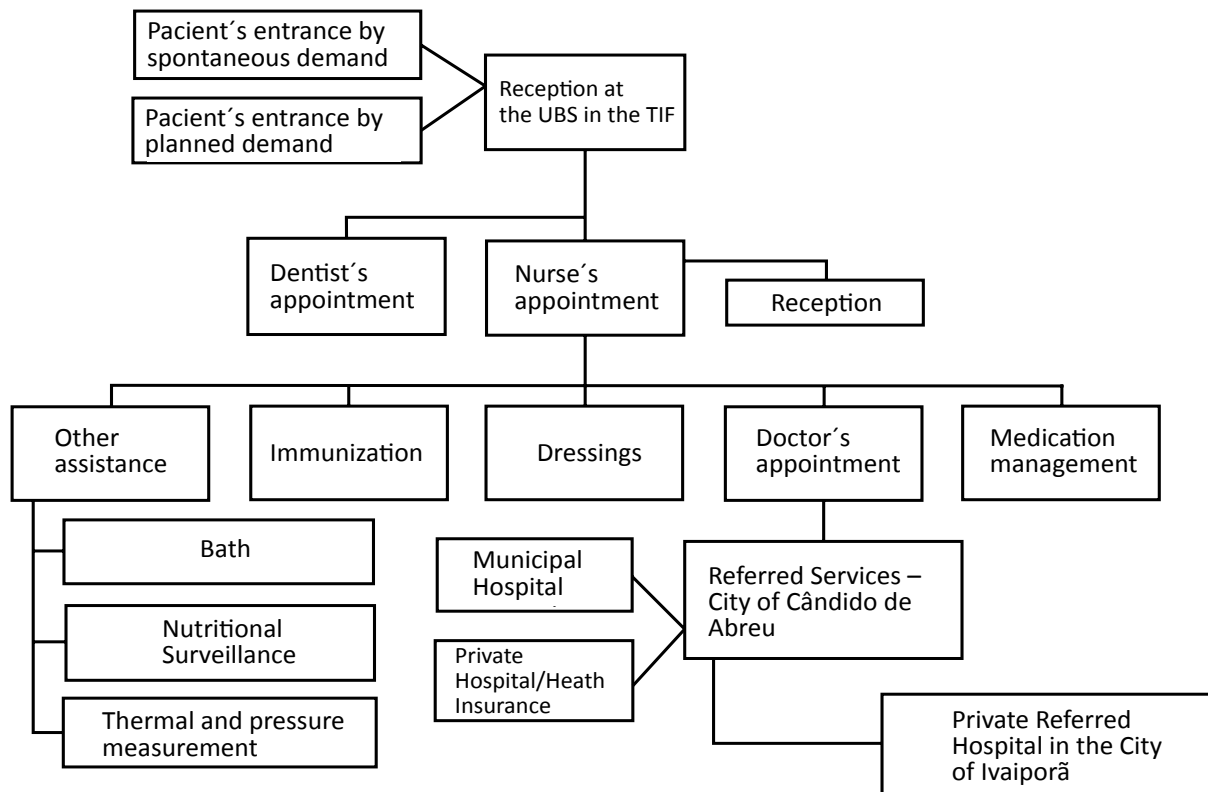 Pacient´s entrance by
spontaneous demand
Pacient´s entrance by
planned demand
Reception at
the UBS in the TIF
Dentist´s
appointment
Nurse´s
appointment
Reception
Other
assistance
Immunization
Dressings
Doctor´s
appointment
Medication
management
Bath
Nutritional
Surveillance
Thermal and pressure
measurement
Municipal
Hospital
Private
Hospital/Heath
Insurance
Referred Services –
City of Cândido de
Abreu
Private Referred
Hospital in the City
of Ivaiporã